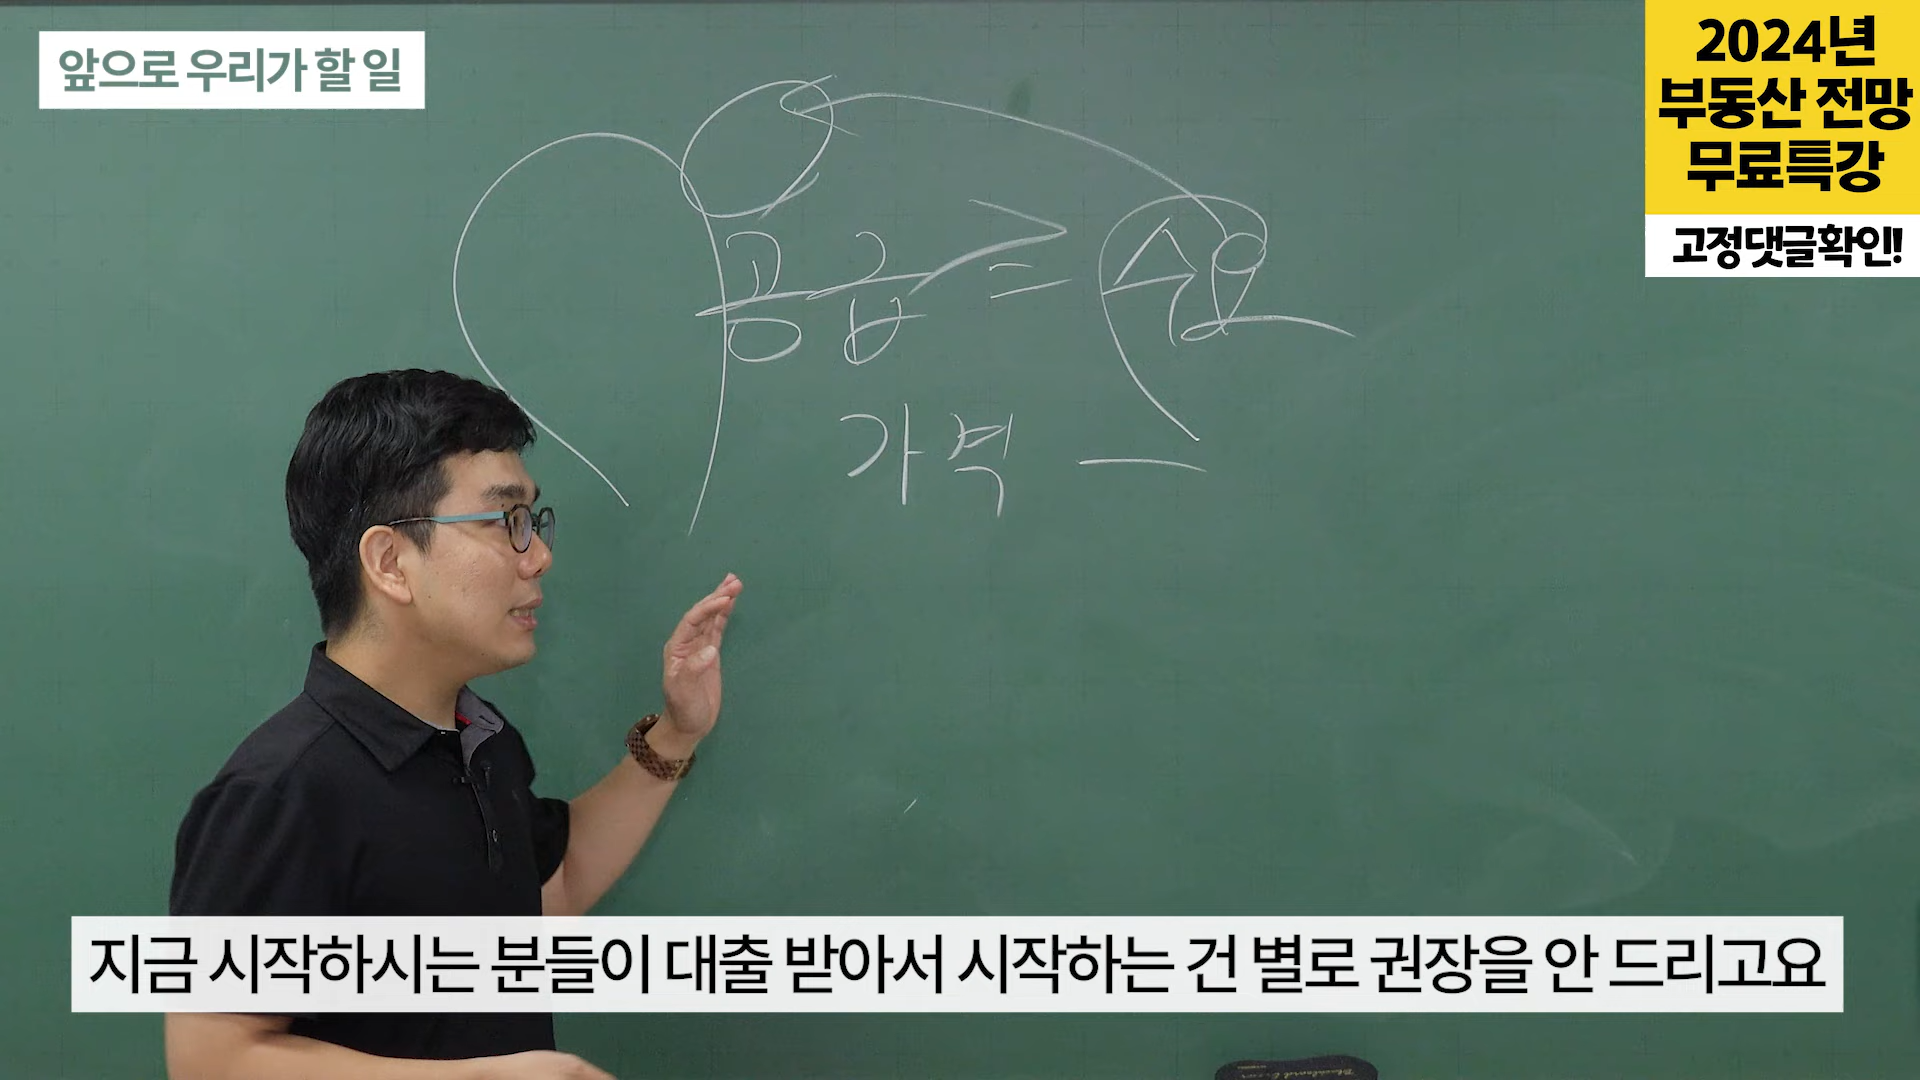 앞으로 우리가 할 일
2024년
부동산 전망
무료특강
고정댓글확인!
공급 = 수요
가격
지금 시작하시는 분들이 대출 받아서 시작하는 건 별로 권장을 안 드리고요